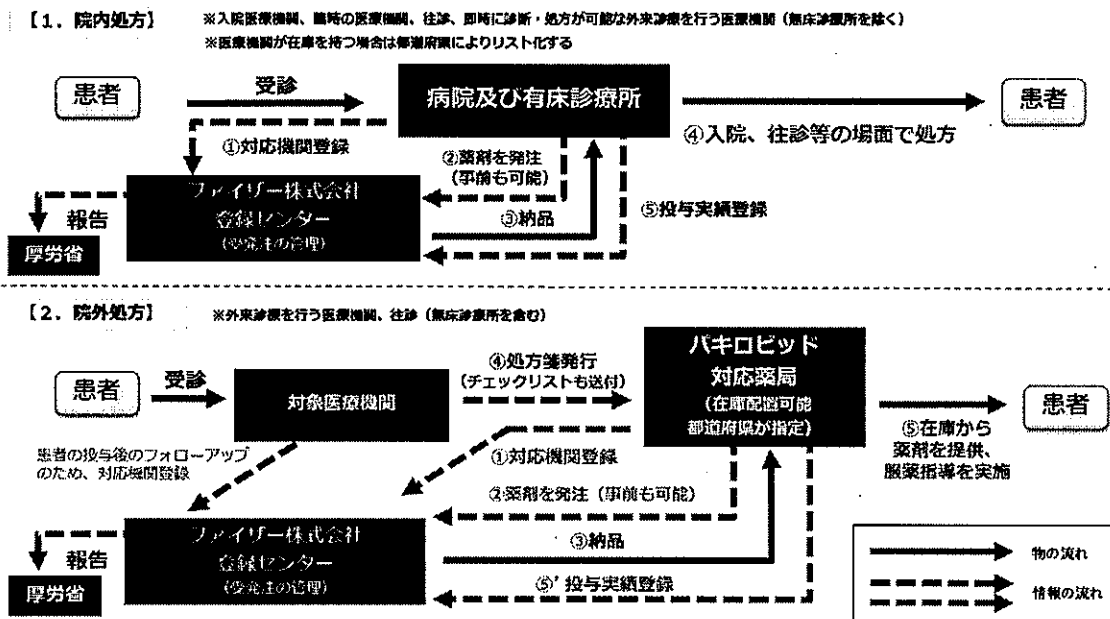 【1．院内処方】
※入院医療機関、臨時の医療機関、往診、即時に診断・処方が可能な外来診療を行う医療機関（無床診療所を除く）
※医療機関が在庫を持つ場合は都道府県によりリスト化する
患者
受診
病院及び有床診療所
患者
④入院、往診等の場面で処方
①対応機関登録
②薬剤を発注
（事前も可能）
ファイザー株式会社
登録センター
（受発注の管理）
③納品
⑤投与実績登録
報告
厚労省
【2．院外処方】
※外来診療を行う医療機関、往診（無床診療所を含む）
患者
受診
対象医療機関
④処方箋発行
（チェックリストも送付）
パキロビッド
対応薬局
（在庫配置可能
都道府県が指定）
患者
⑤在庫から
薬剤を提供、
服薬指導を実施
患者の投与後のフォローアップ
のため、対応機関登録
①対応機関登録
②薬剤を発注（事前も可能）
ファイザー株式会社
登録センター
（受発注の管理）
③納品
⑤’投与実績登録
報告
厚労省
物の流れ
情報の流れ